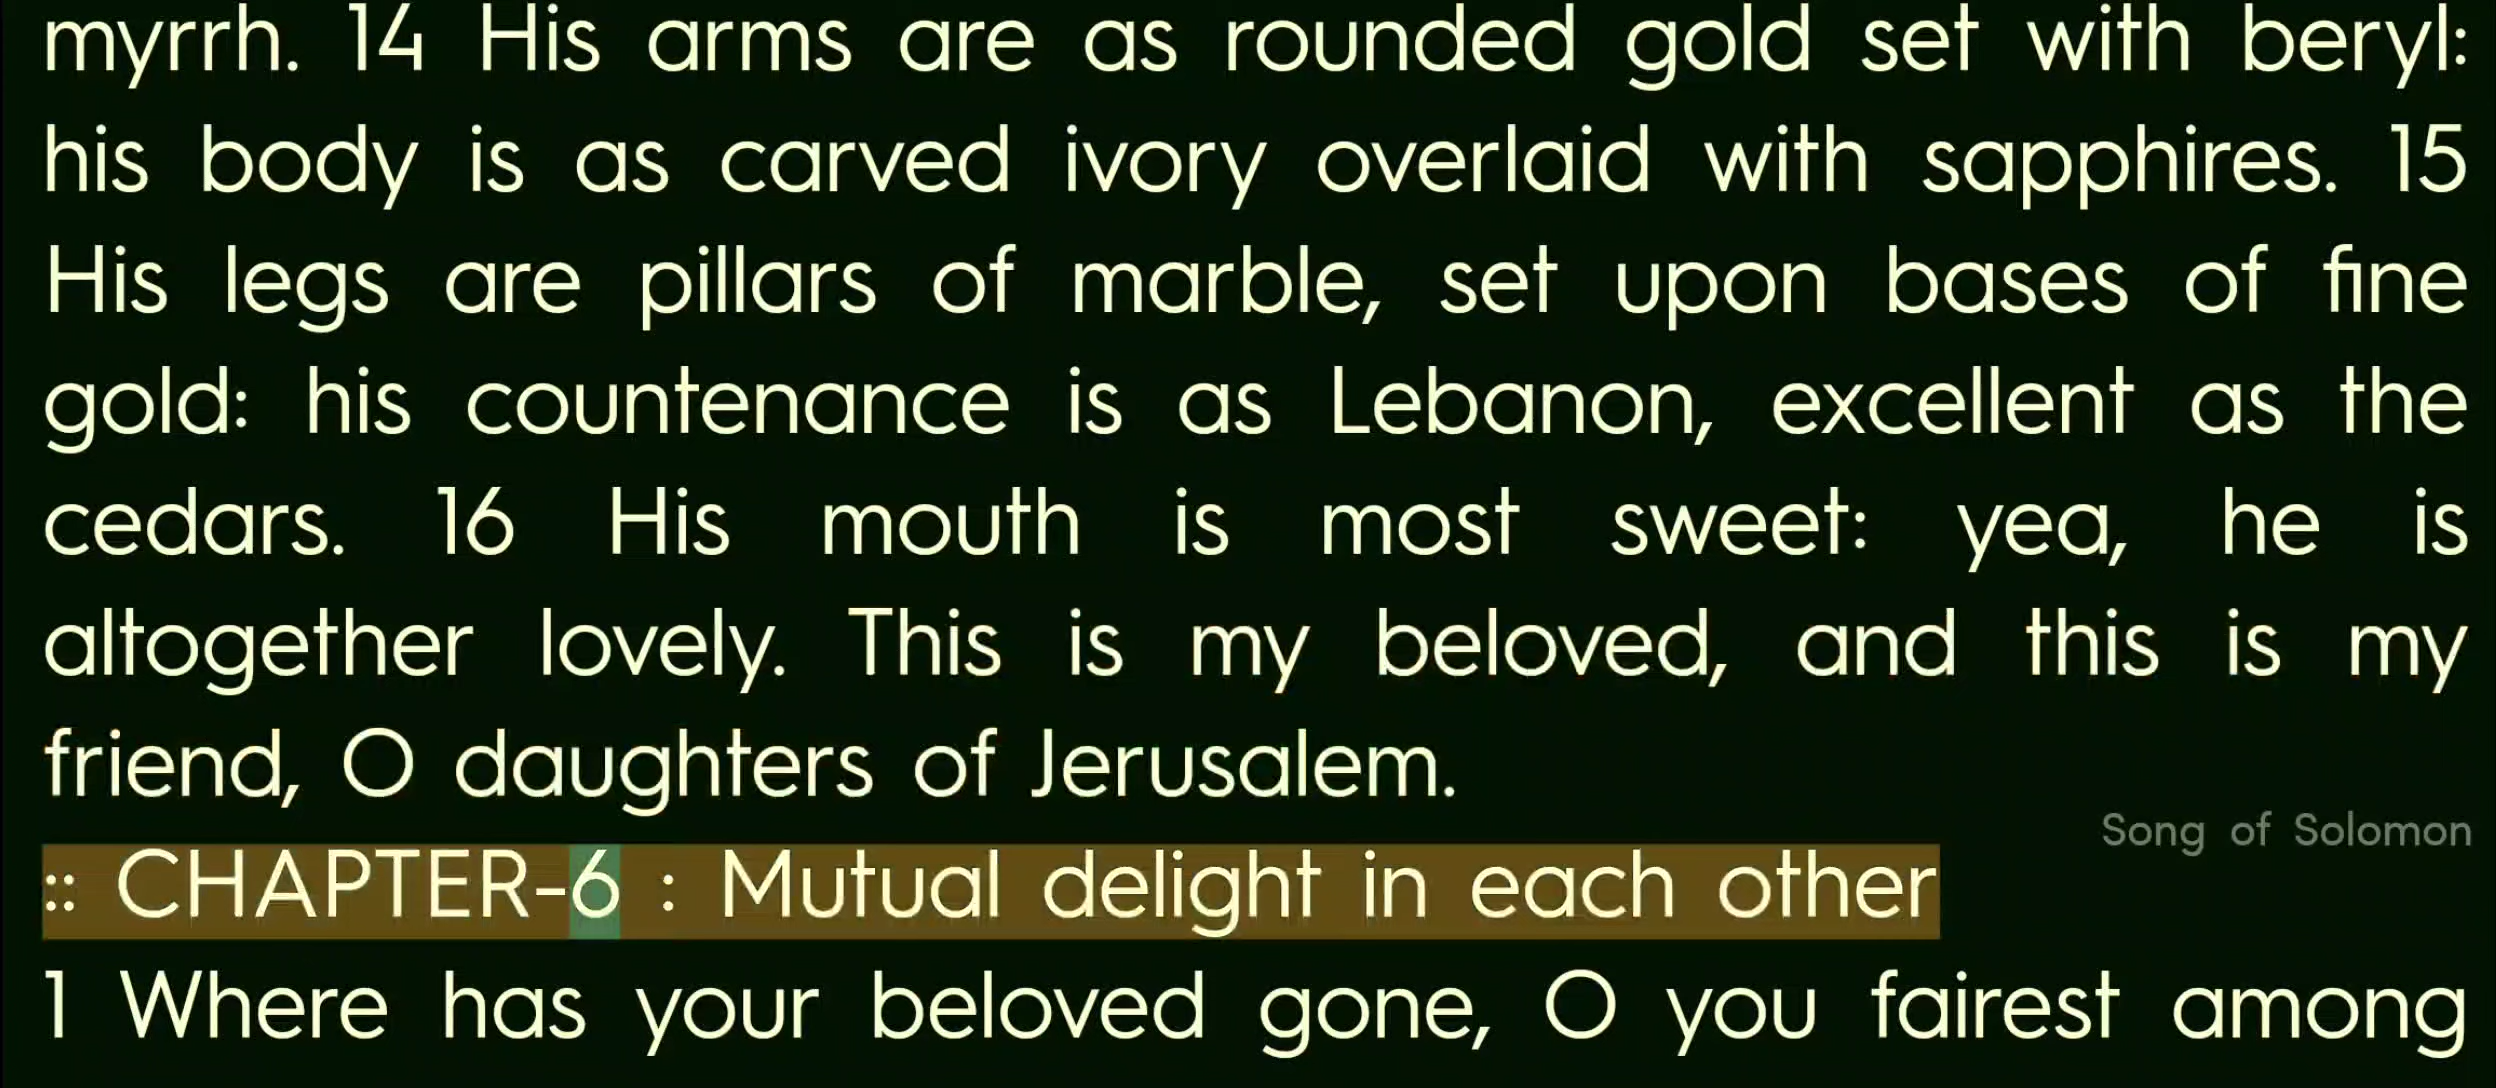 myrrh. 14 His arms are as rounded gold set with beryl:
his body is as carved ivory overlaid with sapphires. 15
His legs are pillars of marble, set upon bases of fine
gold: his countenance is as Lebanon, excellent as the
cedars. 16 His mouth is most sweet: yea, he is
altogether lovely. This is my beloved, and this is my
friend, O daughters of Jerusalem.
Song of Solomon
:: CHAPTER-6 : Mutual delight in each other
1 Where has your beloved gone, O you fairest among